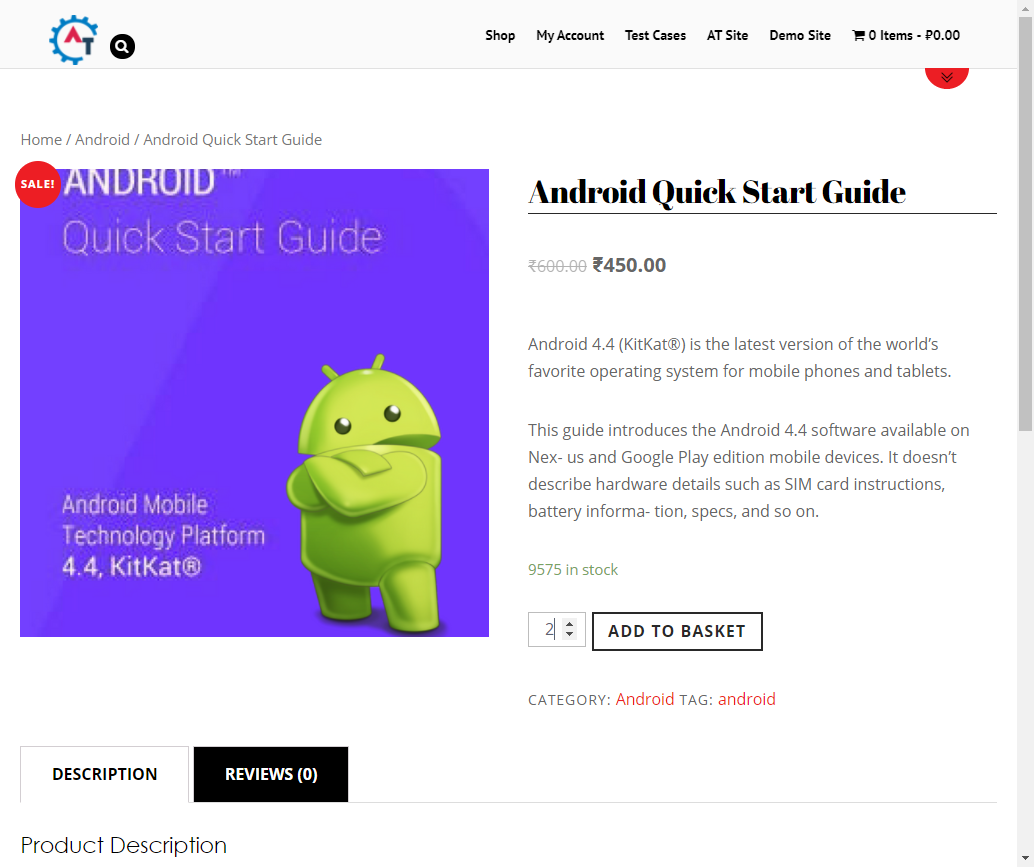 AT
Shop My Account Test Cases AT Site Demo Site 0 Items - ₽0.00
Home / Android / Android Quick Start Guide
SALE!
ANDROID™
Quick Start Guide
Android Mobile
Technology Platform
4.4, KitKat®
Android Quick Start Guide
₹600.00 ₹450.00
Android 4.4 (KitKat®) is the latest version of the world’s
favorite operating system for mobile phones and tablets.
This guide introduces the Android 4.4 software available on
Nex- us and Google Play edition mobile devices. It doesn’t
describe hardware details such as SIM card instructions,
battery informa- tion, specs, and so on.
9575 in stock
2 ADD TO BASKET
CATEGORY: Android TAG: android
DESCRIPTION REVIEWS (0)
Product Description